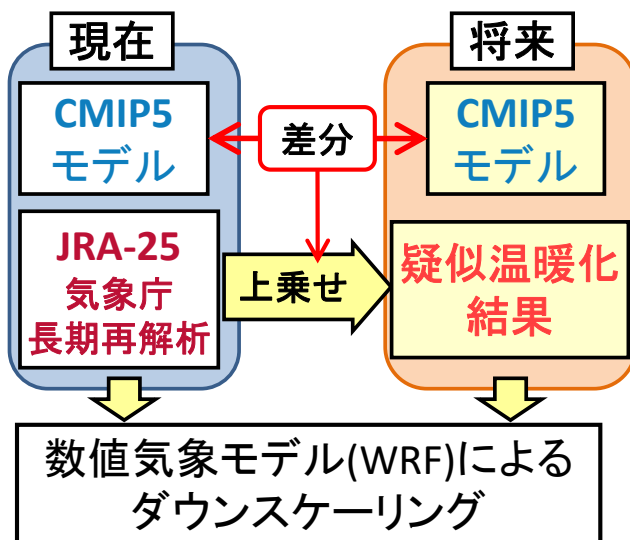 現在
将来
CMIP5
モデル
差分
CMIP5
モデル
JRA-25
気象庁
長期再解析
上乗せ
疑似温暖化
結果
数値気象モデル(WRF)による
ダウンスケーリング